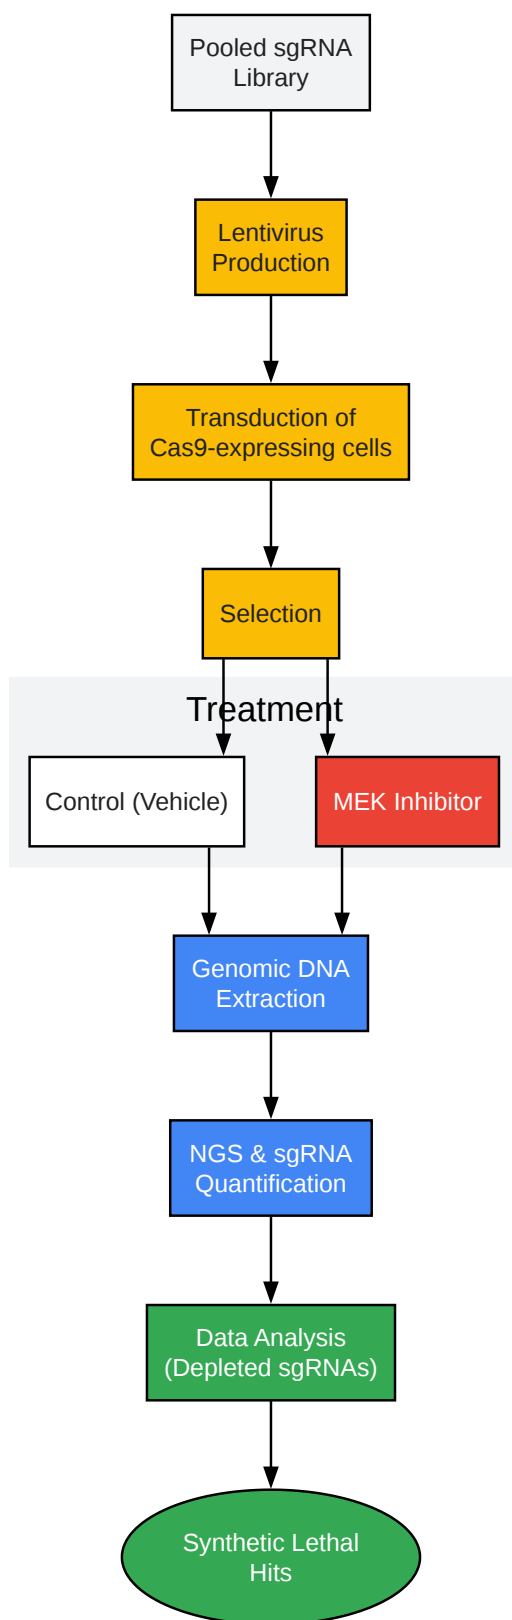 Pooled sgRNA
Library
Lentivirus
Production
Transduction of
Cas9-expressing cells
Selection
Treatment
Control (Vehicle)
MEK Inhibitor
Genomic DNA
Extraction
NGS & sgRNA
Quantification
Data Analysis
(Depleted sgRNAs)
Synthetic Lethal
Hits